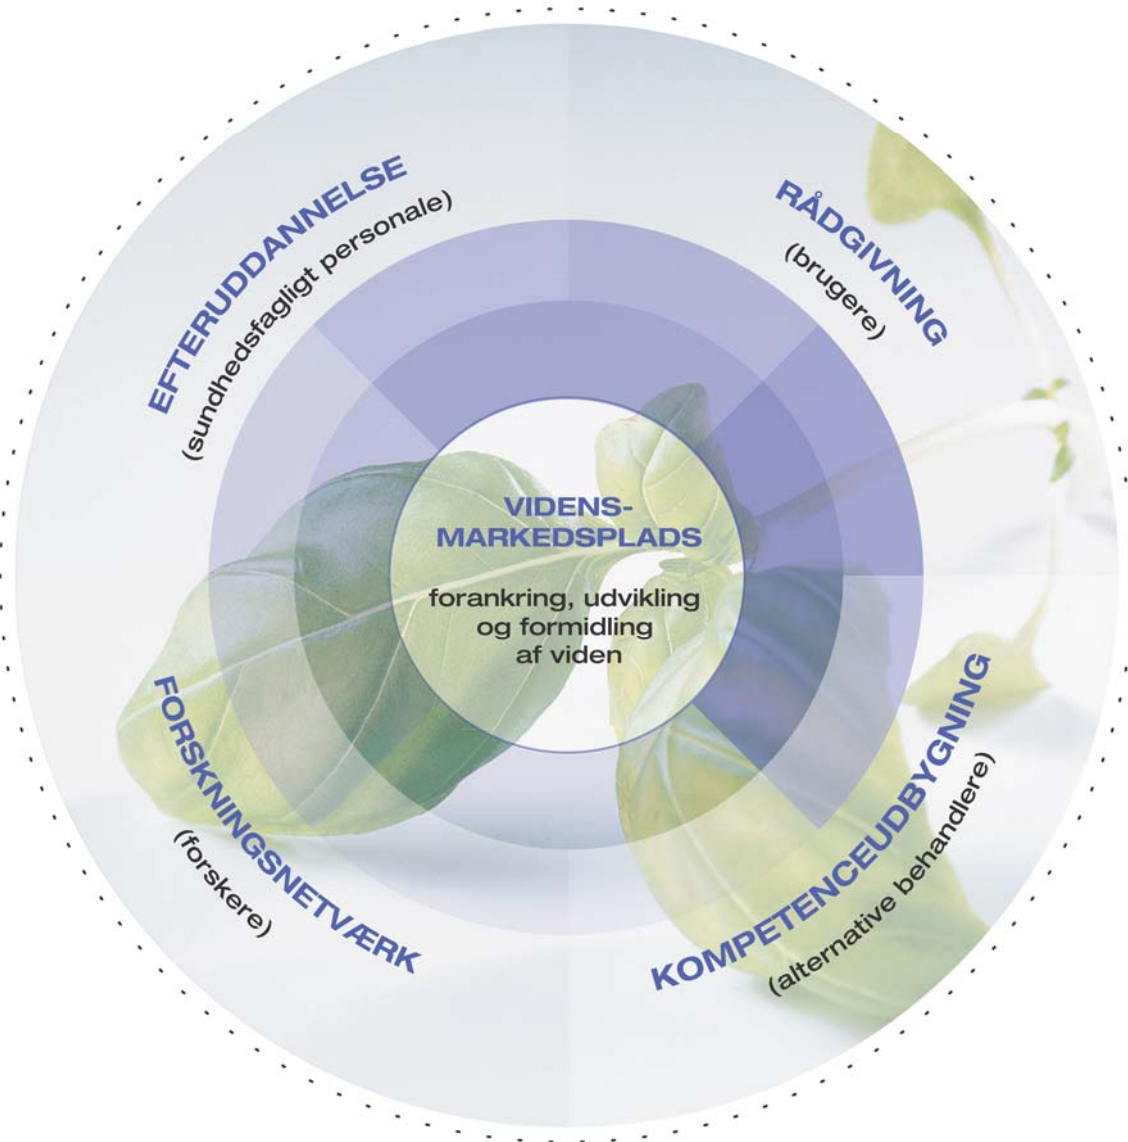 EFTERUDDANNELSE
(sundhedsfagligt personale)
RÅDGIVNING
(brugere)
VIDENS-
MARKEDSPLADS
forankring, udvikling
og formidling
af viden
FORSKNINGSNETVÆRK
(forskere)
KOMPETENCEUDBYGNING
(alternative behandlere)